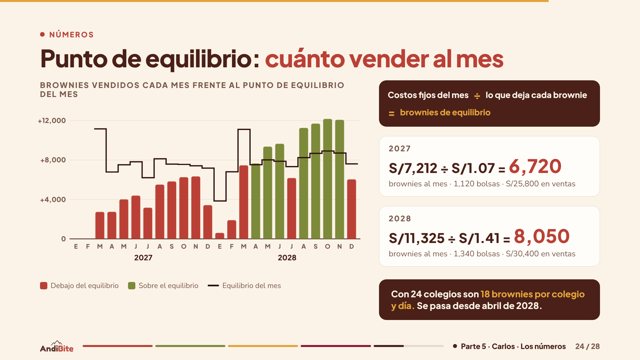 NÚMEROS
Punto de equilibrio: cuánto vender al mes
BROWNIES VENDIDOS CADA MES FRENTE AL PUNTO DE EQUILIBRIO
DEL MES
+12,000
+8,000
+4,000
0
E F M A M J J A S O N D E F M A M J J A S O N D
2027 2028
Debajo del equilibrio Sobre el equilibrio Equilibrio del mes
Costos fijos del mes ÷ lo que deja cada brownie
= brownies de equilibrio
2027
S/7,212 ÷ S/1.07 = 6,720
brownies al mes · 1,120 bolsas · S/25,800 en ventas
2028
S/11,325 ÷ S/1.41 = 8,050
brownies al mes · 1,340 bolsas · S/30,400 en ventas
Con 24 colegios son 18 brownies por colegio
y día. Se pasa desde abril de 2028.
AndiBite
Parte 5 · Carlos · Los números 24 / 28